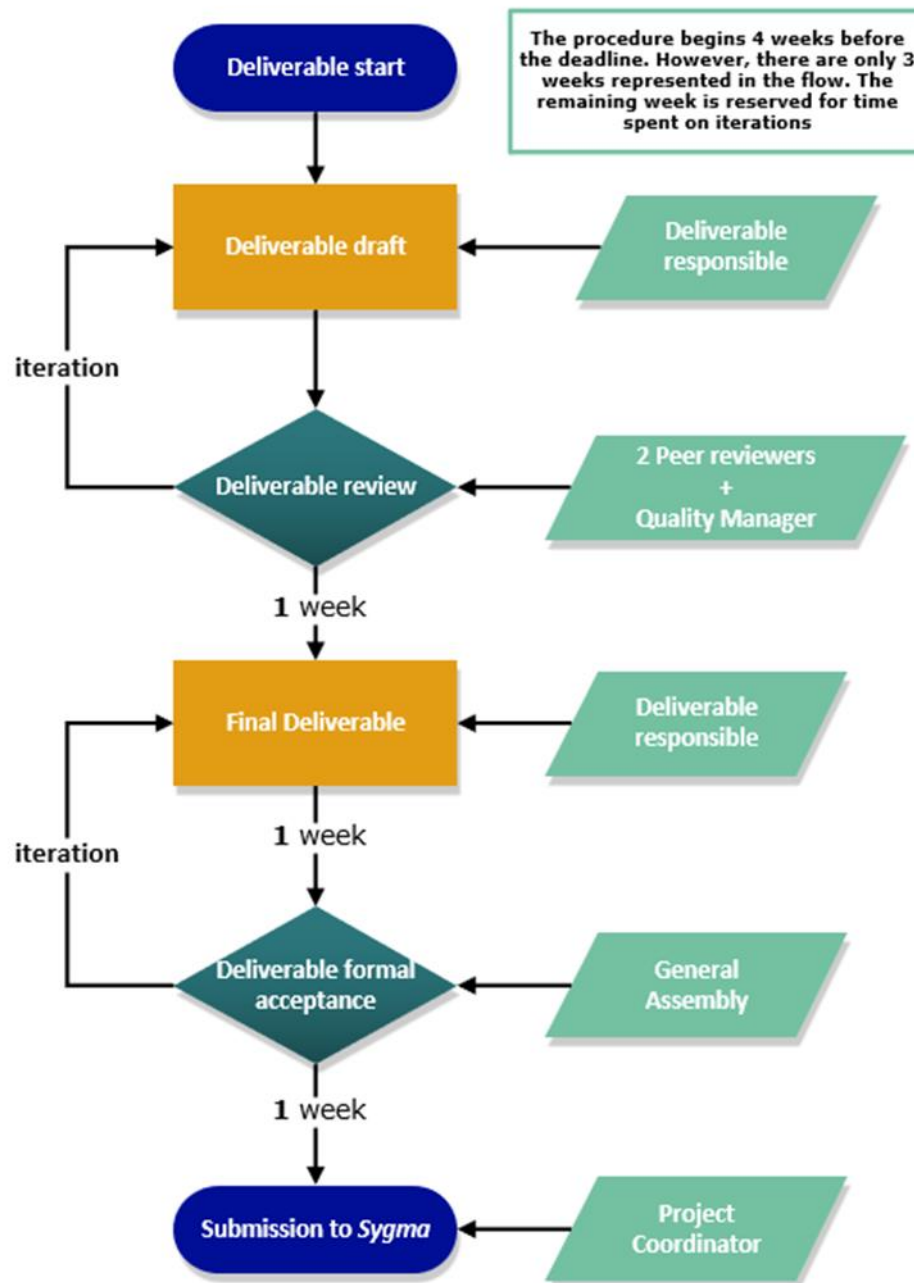 Deliverable start
The procedure begins 4 weeks before
the deadline. However, there are only 3
weeks represented in the flow. The
remaining week is reserved for time
spent on iterations
Deliverable draft
Deliverable
responsible
iteration
Deliverable review
2 Peer reviewers
+
Quality Manager
1 week
Final Deliverable
Deliverable
responsible
1 week
iteration
Deliverable formal
acceptance
General
Assembly
1 week
Submission to Sygma
Project
Coordinator